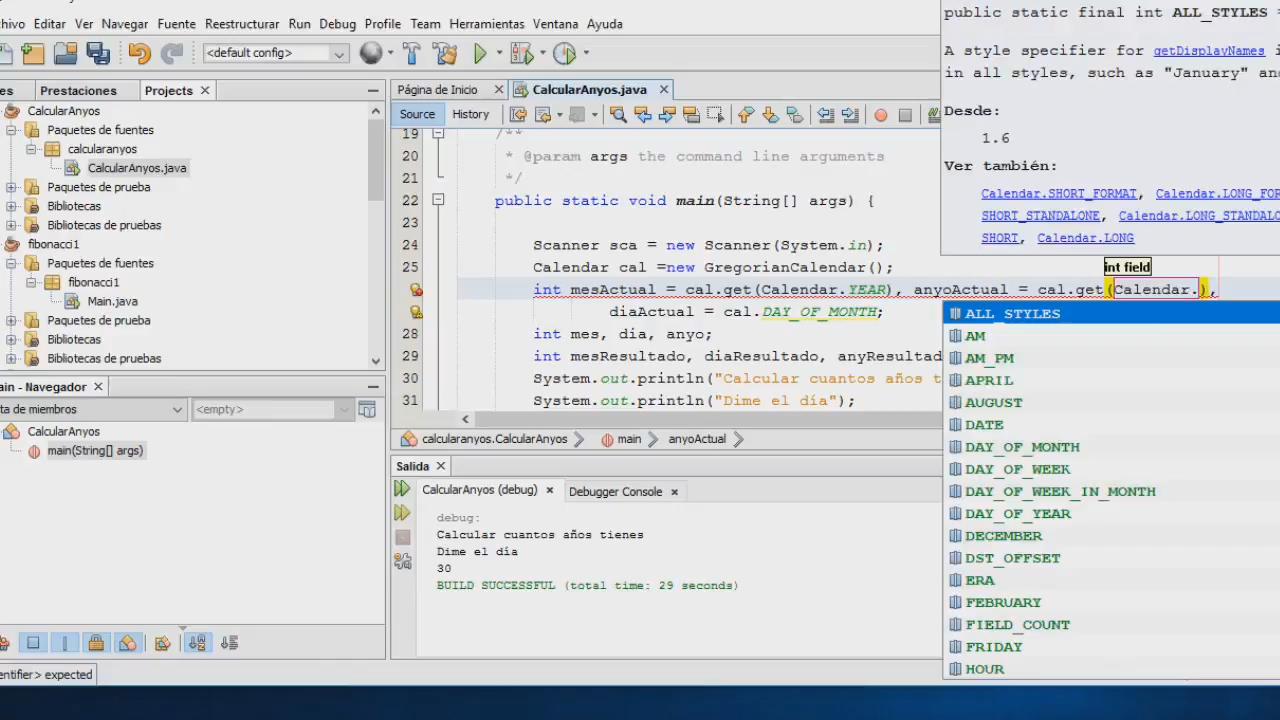 chivo Editar Ver Navegar Fuente Reestructurar Run Debug Profile Team Herramientas Ventana Ayuda
<default config>
es Prestaciones Projects
CalcularAnyos
Paquetes de fuentes
calcularanyos
CalcularAnyos.java
Paquetes de prueba
Bibliotecas
Bibliotecas de pruebas
fibonacci1
Paquetes de fuentes
fibonacci1
Main.java
Paquetes de prueba
Bibliotecas
Bibliotecas de pruebas
ain - Navegador
ta de miembros <empty>
CalcularAnyos
main(String[] args)
entifier > expected
Página de Inicio CalcularAnyos.java
Source History
19 /**
20 * @param args the command line arguments
21 */
22 public static void main(String[] args) {
23
24 Scanner sca = new Scanner(System.in);
25 Calendar cal =new GregorianCalendar();
int mesActual = cal.get(Calendar.YEAR), anyoActual = cal.get(Calendar.),
diaActual = cal.DAY_OF_MONTH;
28 int mes, dia, anyo;
29 int mesResultado, diaResultado, anyResultad
30 System.out.println("Calcular cuantos años t
31 System.out.println("Dime el día");
calcularanyos.CalcularAnyos main anyoActual
Salida
CalcularAnyos (debug) Debugger Console
debug:
Calcular cuantos años tienes
Dime el día
30
BUILD SUCCESSFUL (total time: 29 seconds)
public static final int ALL_STYLES
A style specifier for getDisplayNames i
in all styles, such as "January" and
Desde:
1.6
Ver también:
Calendar.SHORT_FORMAT, Calendar.LONG_FOR
SHORT_STANDALONE, Calendar.LONG_STANDALO
SHORT, Calendar.LONG
int field
ALL_STYLES
AM
AM_PM
APRIL
AUGUST
DATE
DAY_OF_MONTH
DAY_OF_WEEK
DAY_OF_WEEK_IN_MONTH
DAY_OF_YEAR
DECEMBER
DST_OFFSET
ERA
FEBRUARY
FIELD_COUNT
FRIDAY
HOUR